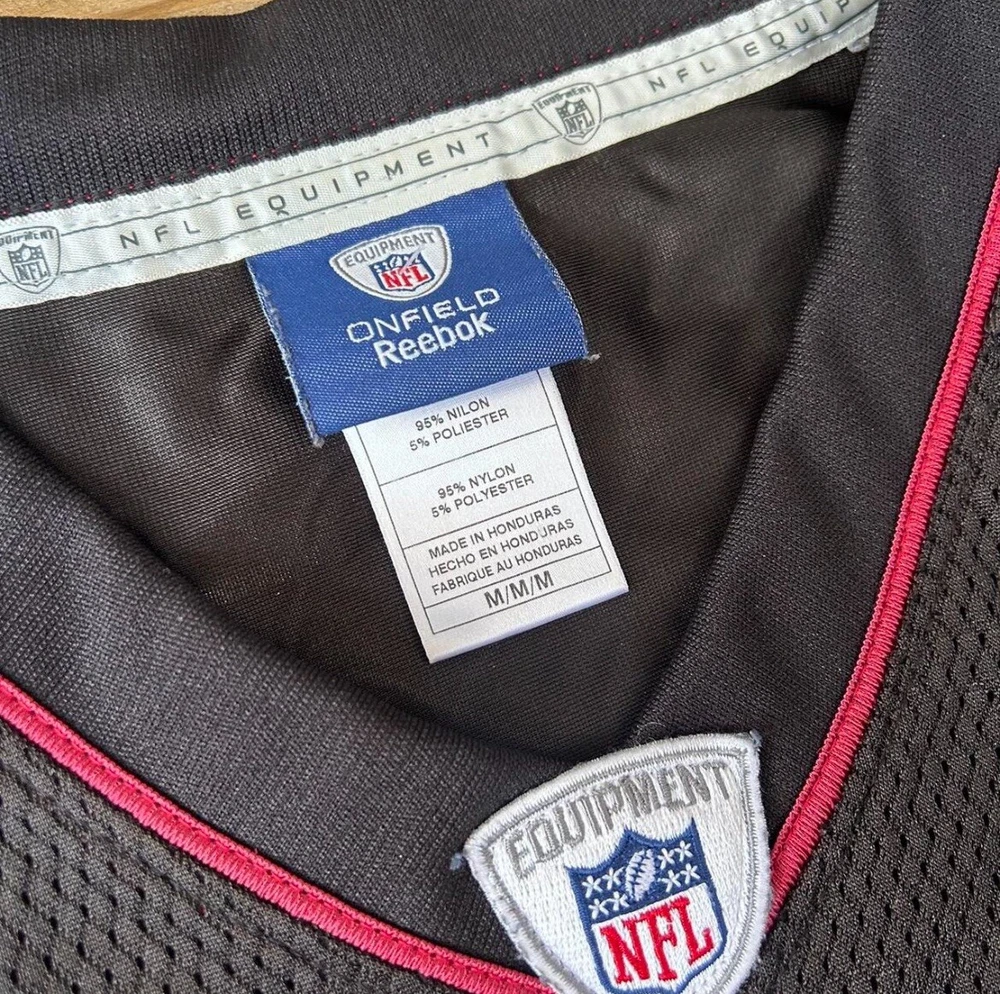 NFL EQUIPMENT
EQUIPMENT
NFL
NFL EQUIP
EQUIPMENT
NFL
EQUIPMENT
NFL
ONFIELD
Reebok
95% NILON
5% POLIESTER
95% NYLON
5% POLYESTER
MADE IN HONDURAS
HECHO EN HONDURAS
FABRIQUE AU HONDURAS
M/M/M
EQUIPMENT
NFL